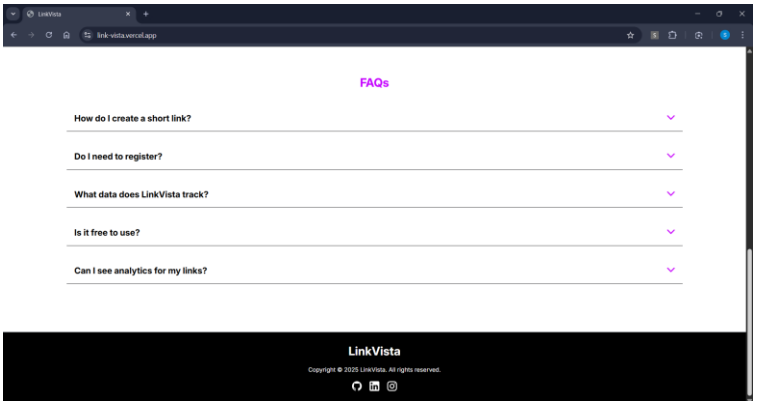 LinkVista
link-vista.vercel.app
FAQs
How do I create a short link?
Do I need to register?
What data does LinkVista track?
Is it free to use?
Can I see analytics for my links?
LinkVista
Copyright © 2025 LinkVista. All rights reserved.